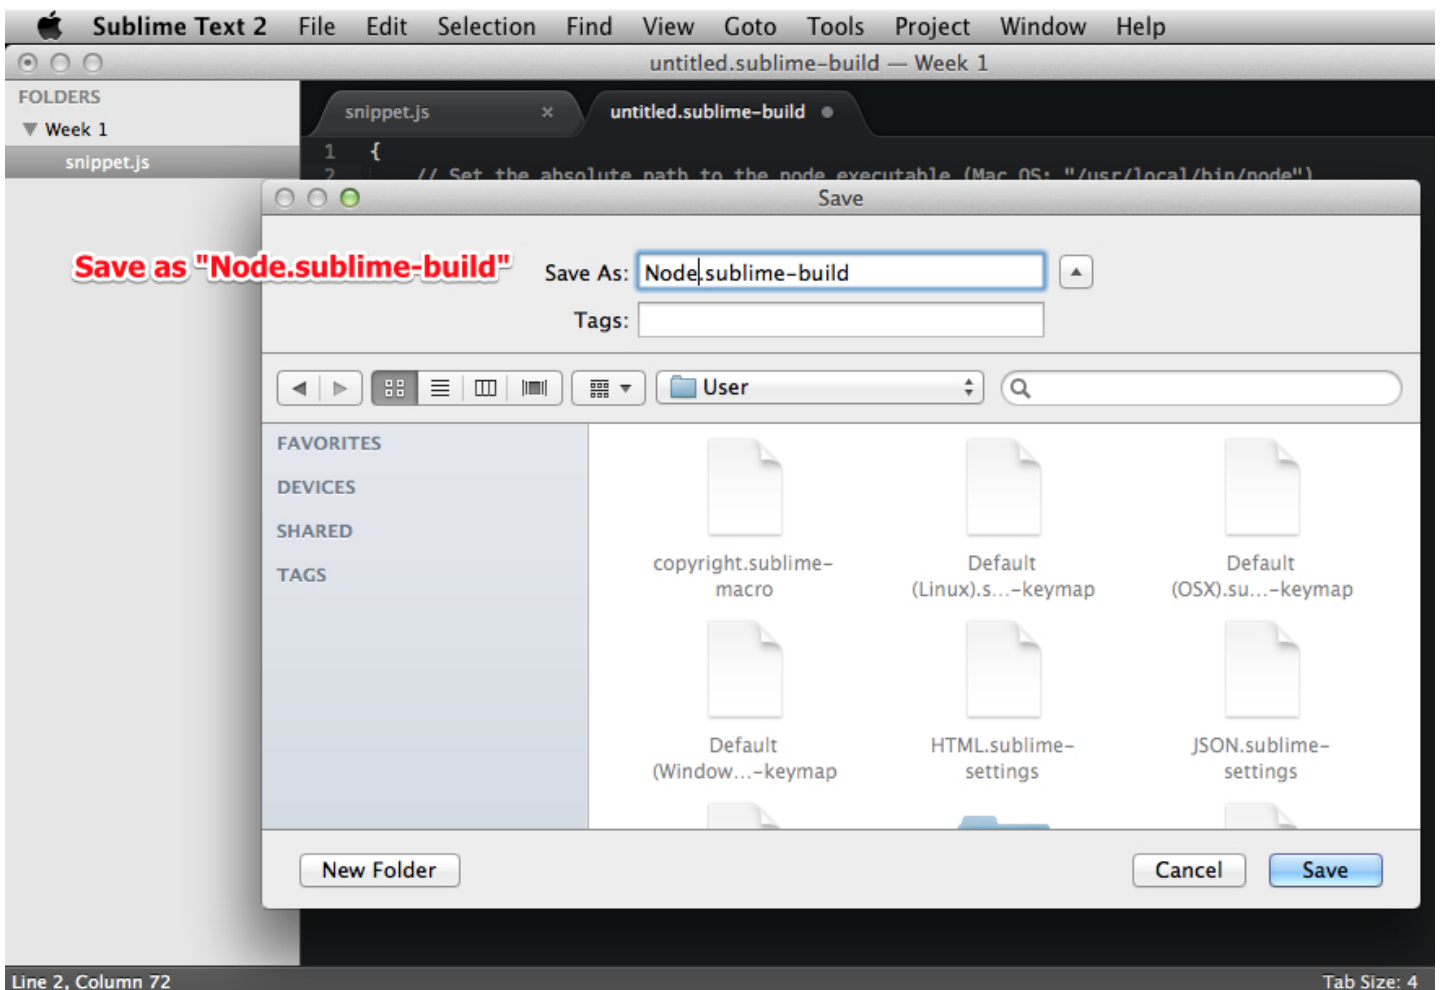 Sublime Text 2 File Edit Selection Find View Goto Tools Project Window Help
untitled.sublime-build — Week 1
FOLDERS
Week 1
snippet.js
snippet.js × untitled.sublime-build
1 {
2 // Set the absolute path to the node executable (Mac OS: "/usr/local/bin/node")
Save
Save as "Node.sublime-build"
Save As: Node.sublime-build
Tags:
User
FAVORITES
DEVICES
SHARED
TAGS
copyright.sublime-
macro
Default
(Linux).s...-keymap
Default
(OSX).su...-keymap
Default
(Window...-keymap
HTML.sublime-
settings
JSON.sublime-
settings
New Folder Cancel Save
Line 2, Column 72 Tab Size: 4